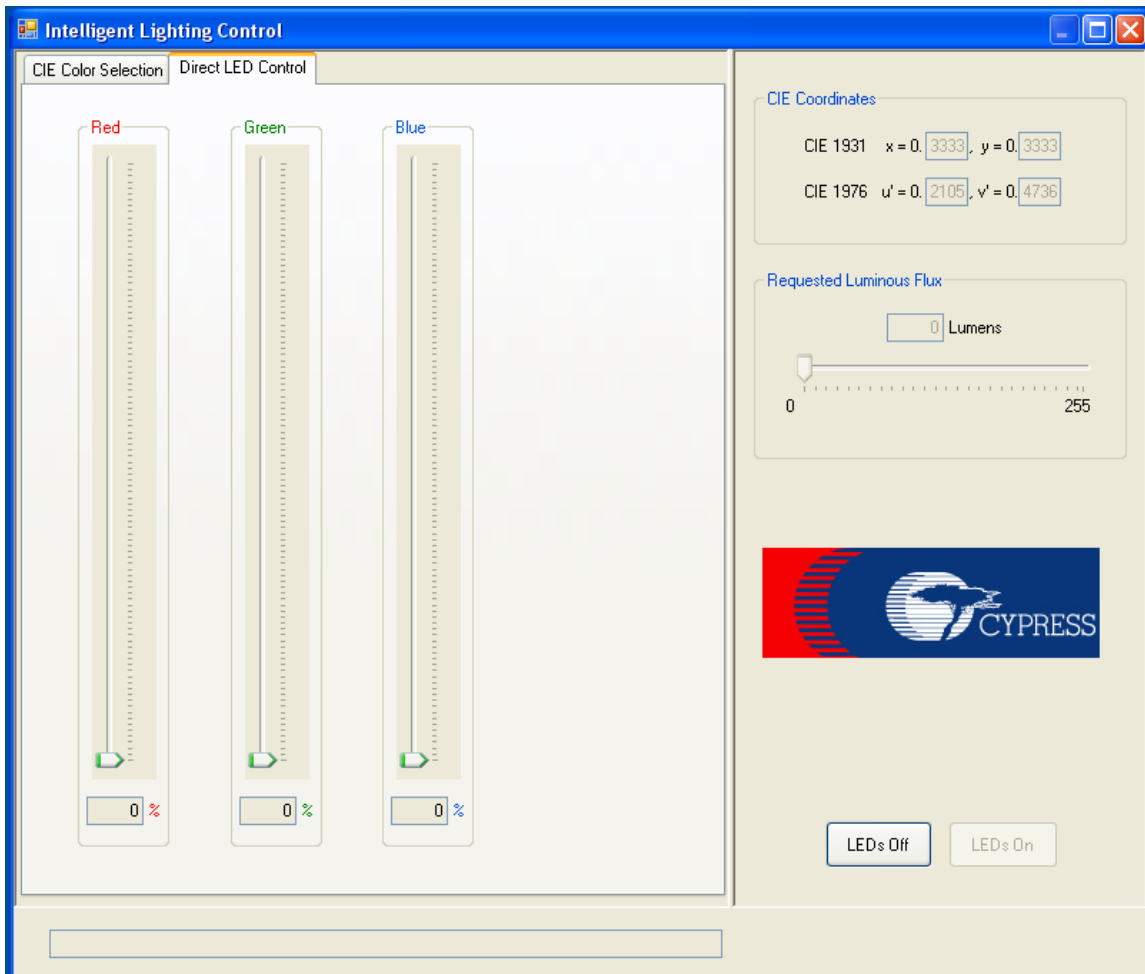 Intelligent Lighting Control
CIE Color Selection
Direct LED Control
Red
Green
Blue
0 %
0 %
0 %
CIE Coordinates
CIE 1931 x = 0. 3333 , y = 0. 3333
CIE 1976 u' = 0. 2105 , v' = 0. 4736
Requested Luminous Flux
0 Lumens
0
255
CYPRESS
LEDs Off
LEDs On